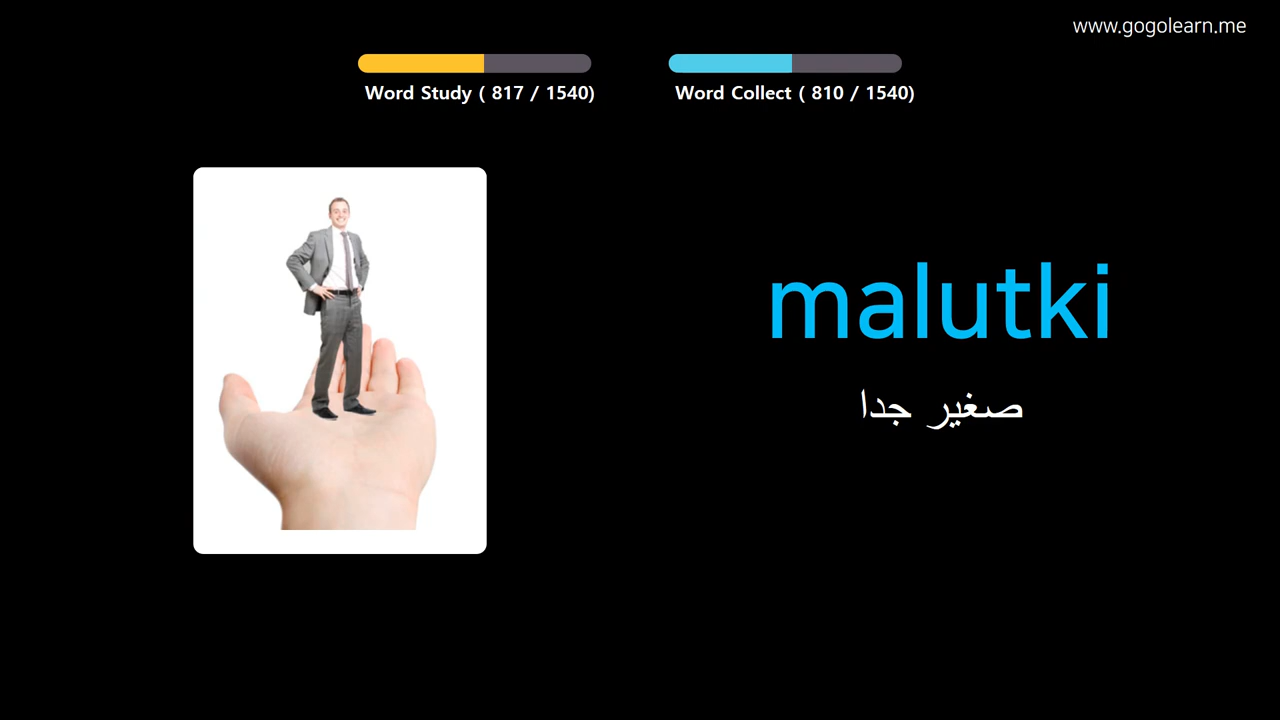 www.gogolearn.me
Word Study ( 817 / 1540)
Word Collect ( 810 / 1540)
malutki
صغير جدا